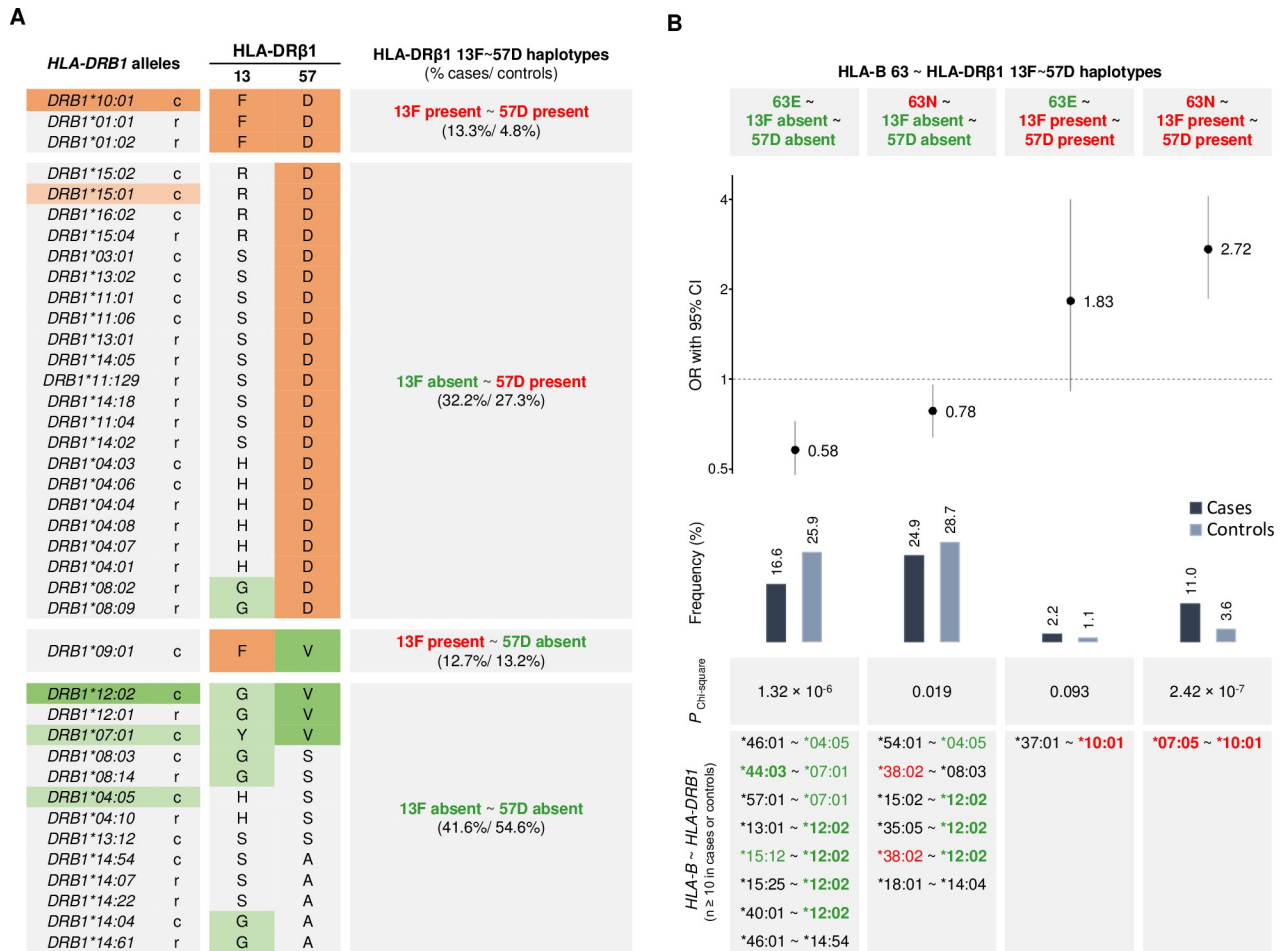 A
HLA-DRB1 alleles
HLA-DRβ1
13 57
HLA-DRβ1 13F~57D haplotypes
(% cases/ controls)
DRB1*10:01 c F D
DRB1*01:01 r F D
DRB1*01:02 r F D
13F present ~ 57D present
(13.3%/ 4.8%)
DRB1*15:02 c R D
DRB1*15:01 c R D
DRB1*16:02 c R D
DRB1*15:04 r R D
DRB1*03:01 c S D
DRB1*13:02 c S D
DRB1*11:01 c S D
DRB1*11:06 c S D
DRB1*13:01 r S D
DRB1*14:05 r S D
DRB1*11:129 r S D
DRB1*14:18 r S D
DRB1*11:04 r S D
DRB1*14:02 r S D
DRB1*04:03 c H D
DRB1*04:06 c H D
DRB1*04:04 r H D
DRB1*04:08 r H D
DRB1*04:07 r H D
DRB1*04:01 r H D
DRB1*08:02 r G D
DRB1*08:09 r G D
13F absent ~ 57D present
(32.2%/ 27.3%)
DRB1*09:01 c F V
13F present ~ 57D absent
(12.7%/ 13.2%)
DRB1*12:02 c G V
DRB1*12:01 r G V
DRB1*07:01 c Y V
DRB1*08:03 c G S
DRB1*08:14 r G S
DRB1*04:05 c H S
DRB1*04:10 r H S
DRB1*13:12 c S S
DRB1*14:54 c S A
DRB1*14:07 r S A
DRB1*14:22 r S A
DRB1*14:04 c G A
DRB1*14:61 r G A
13F absent ~ 57D absent
(41.6%/ 54.6%)
B
HLA-B 63 ~ HLA-DRβ1 13F~57D haplotypes
63E ~
13F absent ~
57D absent
63N ~
13F absent ~
57D absent
63E ~
13F present ~
57D present
63N ~
13F present ~
57D present
OR with 95% CI
4
2
1
0.5
0.58
0.78
1.83
2.72
Cases
Controls
Frequency (%)
16.6 25.9 24.9 28.7 2.2 1.1 11.0 3.6
P Chi-square
1.32 × 10-6 0.019 0.093 2.42 × 10-7
HLA-B ~ HLA-DRB1
(n ≥ 10 in cases or controls)
*46:01 ~ *04:05 *54:01 ~ *04:05 *37:01 ~ *10:01 *07:05 ~ *10:01
*44:03 ~ *07:01 *38:02 ~ *08:03
*57:01 ~ *07:01 *15:02 ~ *12:02
*13:01 ~ *12:02 *35:05 ~ *12:02
*15:12 ~ *12:02 *38:02 ~ *12:02
*15:25 ~ *12:02 *18:01 ~ *14:04
*40:01 ~ *12:02
*46:01 ~ *14:54